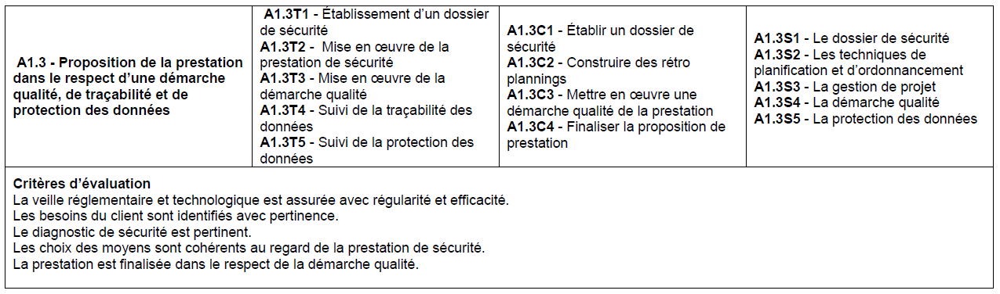 A1.3 - Proposition de la prestation
dans le respect d’une démarche
qualité, de traçabilité et de
protection des données
A1.3T1 - Établissement d’un dossier
de sécurité
A1.3T2 - Mise en œuvre de la
prestation de sécurité
A1.3T3 - Mise en œuvre de la
démarche qualité
A1.3T4 - Suivi de la traçabilité des
données
A1.3T5 - Suivi de la protection des
données
A1.3C1 - Établir un dossier de
sécurité
A1.3C2 - Construire des rétro
plannings
A1.3C3 - Mettre en œuvre une
démarche qualité de la prestation
A1.3C4 - Finaliser la proposition de
prestation
A1.3S1 - Le dossier de sécurité
A1.3S2 - Les techniques de
planification et d’ordonnancement
A1.3S3 - La gestion de projet
A1.3S4 - La démarche qualité
A1.3S5 - La protection des données
Critères d’évaluation
La veille réglementaire et technologique est assurée avec régularité et efficacité.
Les besoins du client sont identifiés avec pertinence.
Le diagnostic de sécurité est pertinent.
Les choix des moyens sont cohérents au regard de la prestation de sécurité.
La prestation est finalisée dans le respect de la démarche qualité.